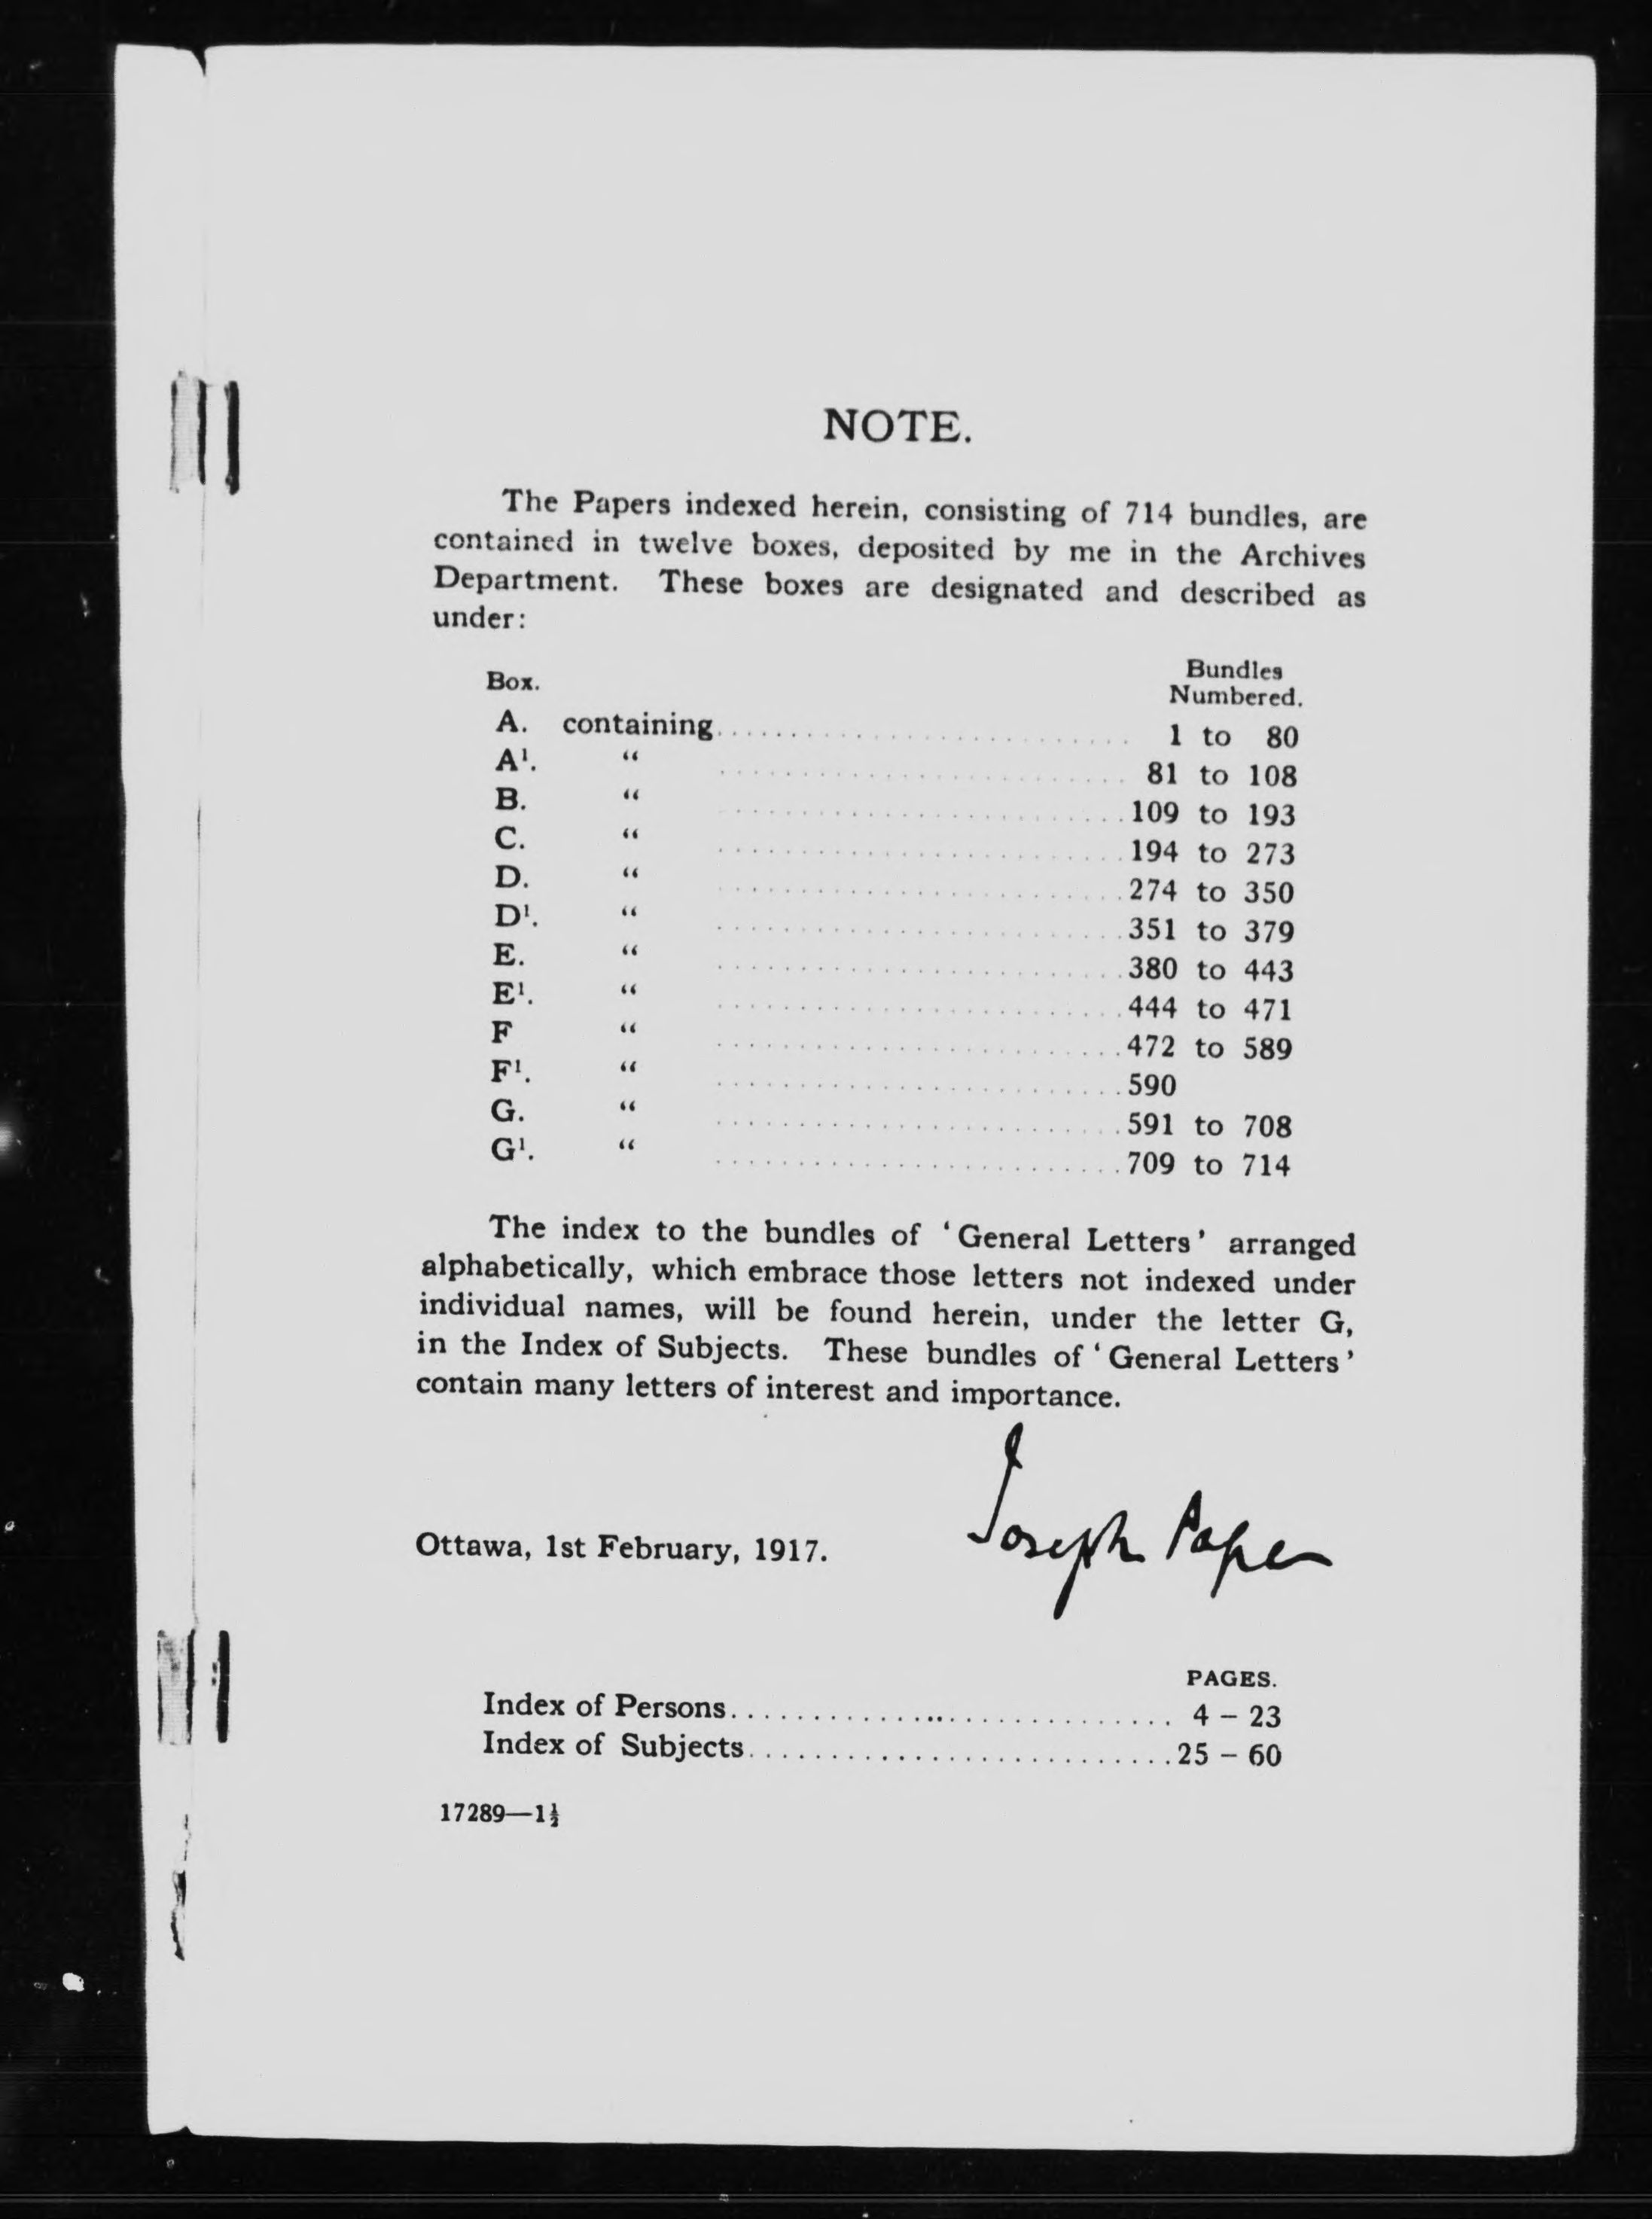 NOTE.
The Papers indexed herein, consisting of 714 bundles, are
contained in twelve boxes, deposited by me in the Archives
Department. These boxes are designated and described as
under:
Box. Bundles
Numbered.
A. containing.............................. 1 to 80
A¹. “ .............................. 81 to 108
B. “ ..............................109 to 193
C. “ ..............................194 to 273
D. “ ..............................274 to 350
D¹. “ ..............................351 to 379
E. “ ..............................380 to 443
E¹. “ ..............................444 to 471
F “ ..............................472 to 589
F¹. “ ..............................590
G. “ ..............................591 to 708
G¹. “ ..............................709 to 714
The index to the bundles of ‘General Letters’ arranged
alphabetically, which embrace those letters not indexed under
individual names, will be found herein, under the letter G,
in the Index of Subjects. These bundles of ‘General Letters’
contain many letters of interest and importance.
Joseph Pope
Ottawa, 1st February, 1917.
PAGES.
Index of Persons.............................. 4 – 23
Index of Subjects..............................25 – 60
17289—1½